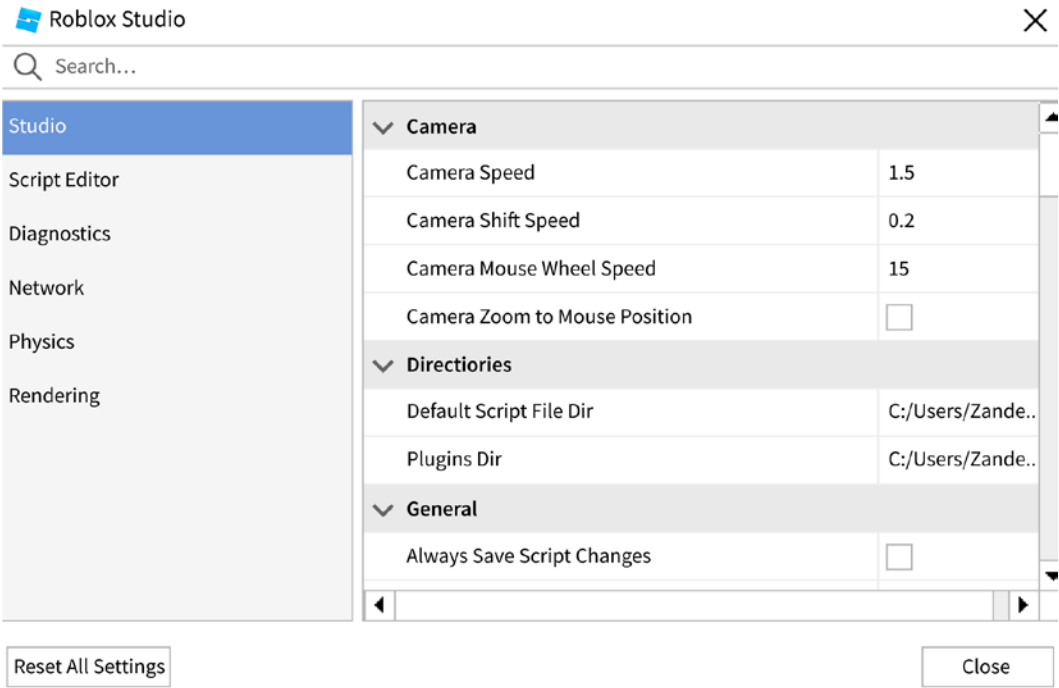 Roblox Studio
Search...
Studio
Script Editor
Diagnostics
Network
Physics
Rendering
Camera
Camera Speed 1.5
Camera Shift Speed 0.2
Camera Mouse Wheel Speed 15
Camera Zoom to Mouse Position
Directiories
Default Script File Dir C:/Users/Zande..
Plugins Dir C:/Users/Zande..
General
Always Save Script Changes
Reset All Settings
Close